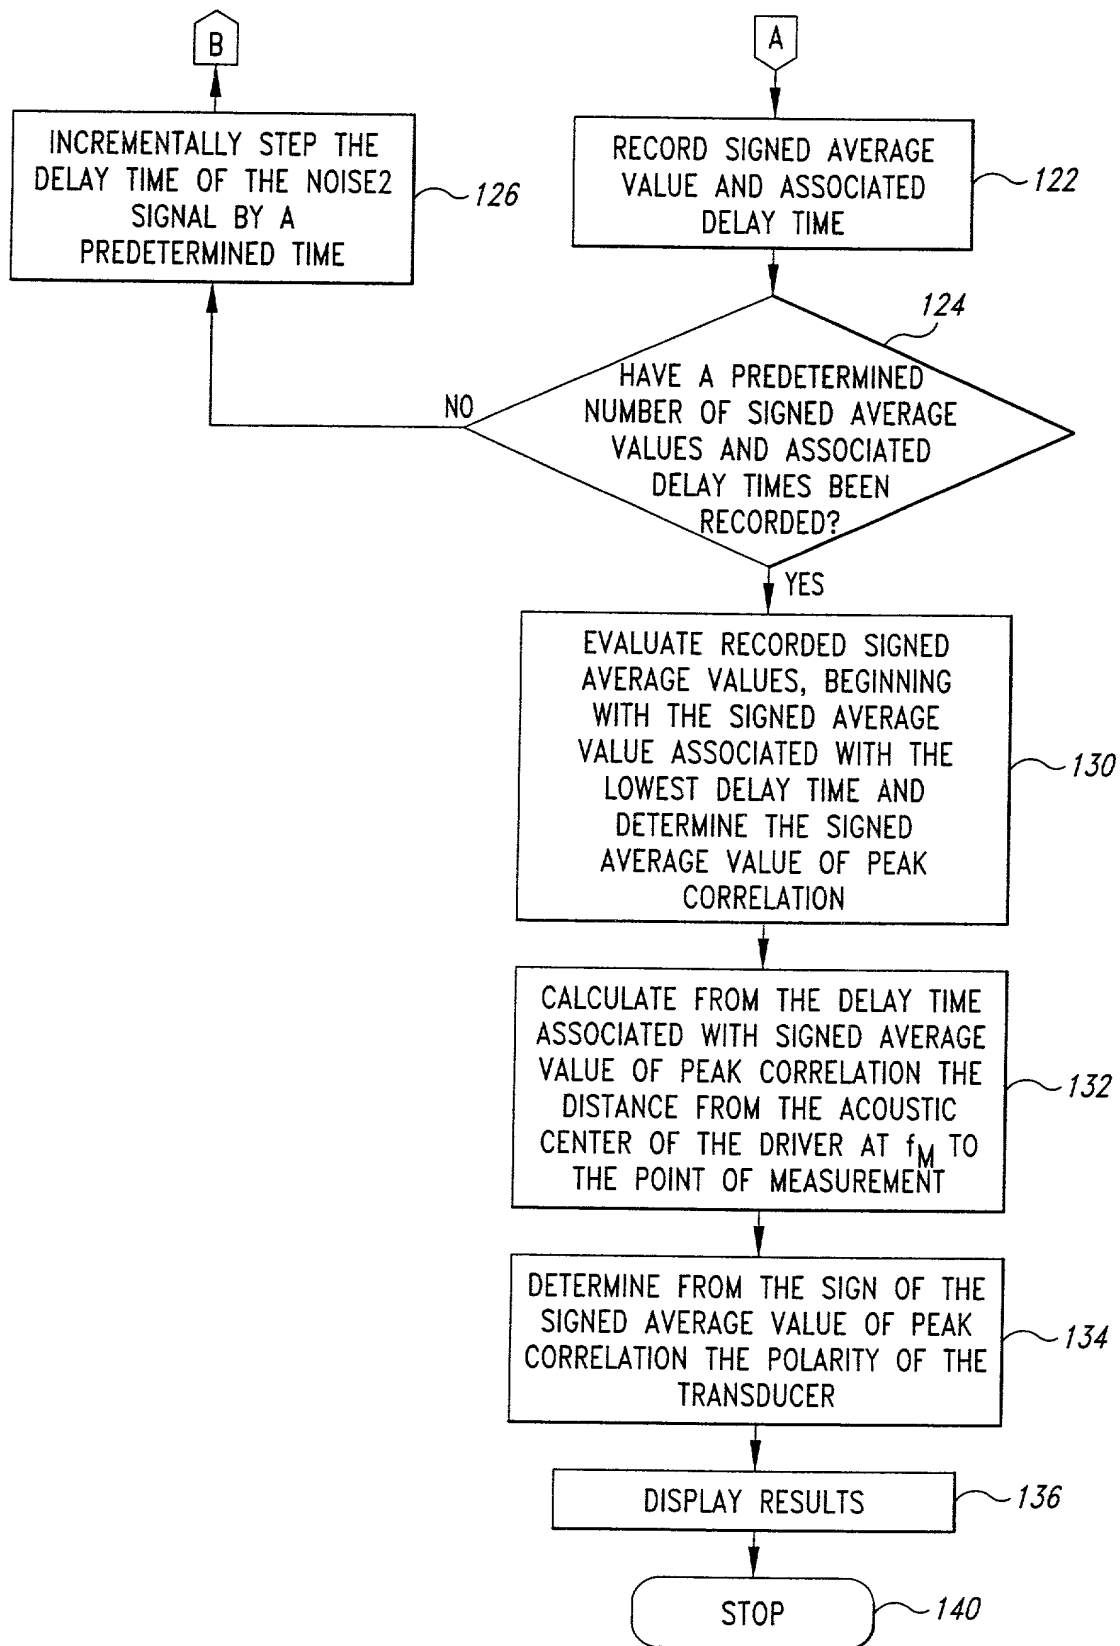 B
A
INCREMENTALLY STEP THE
DELAY TIME OF THE NOISE2
SIGNAL BY A
PREDETERMINED TIME
126
RECORD SIGNED AVERAGE
VALUE AND ASSOCIATED
DELAY TIME
122
124
HAVE A PREDETERMINED
NUMBER OF SIGNED AVERAGE
VALUES AND ASSOCIATED
DELAY TIMES BEEN
RECORDED?
NO
YES
EVALUATE RECORDED SIGNED
AVERAGE VALUES, BEGINNING
WITH THE SIGNED AVERAGE
VALUE ASSOCIATED WITH THE
LOWEST DELAY TIME AND
DETERMINE THE SIGNED
AVERAGE VALUE OF PEAK
CORRELATION
130
CALCULATE FROM THE DELAY TIME
ASSOCIATED WITH SIGNED AVERAGE
VALUE OF PEAK CORRELATION THE
DISTANCE FROM THE ACOUSTIC
CENTER OF THE DRIVER AT fM TO
THE POINT OF MEASUREMENT
132
DETERMINE FROM THE SIGN OF THE
SIGNED AVERAGE VALUE OF PEAK
CORRELATION THE POLARITY OF THE
TRANSDUCER
134
DISPLAY RESULTS
136
STOP
140